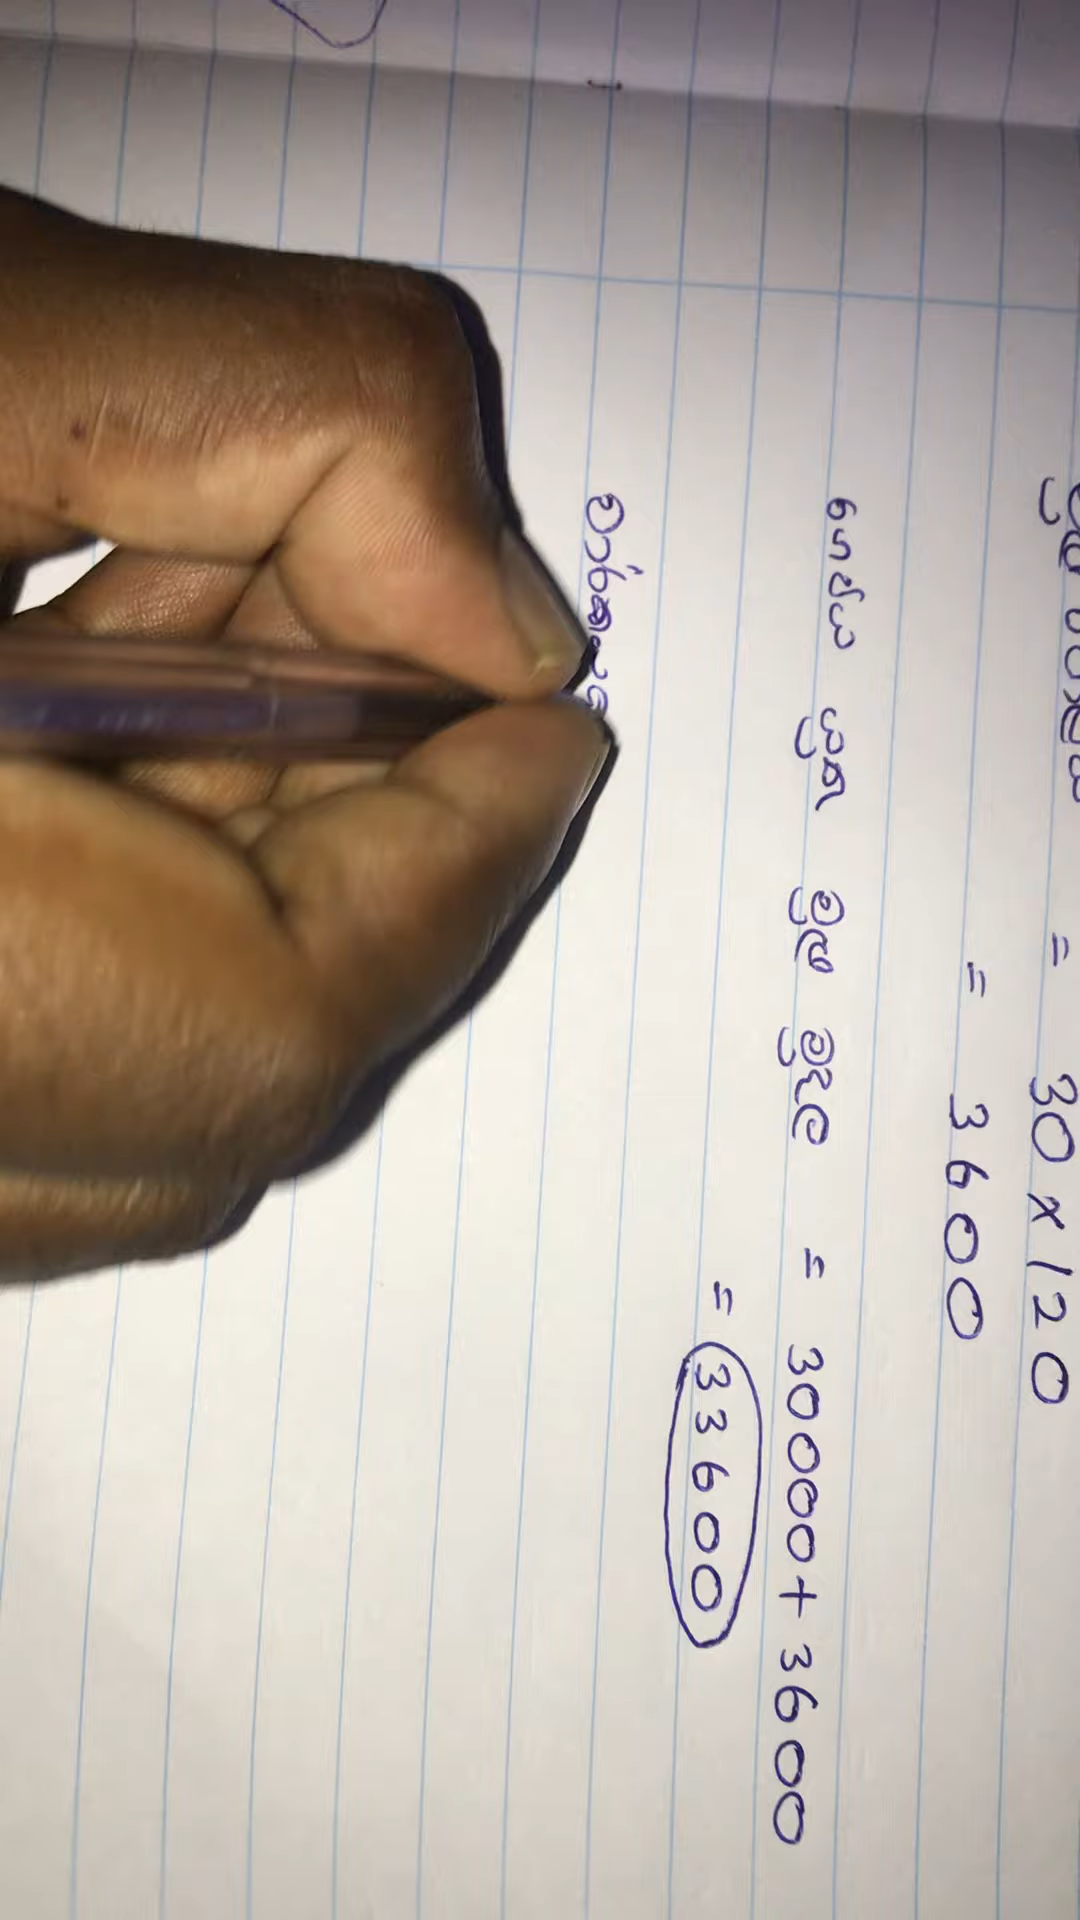 = 30 x 120
= 3600
ගෙවිය යුතු මුළු මුදල = 30000 + 3600
= 33600